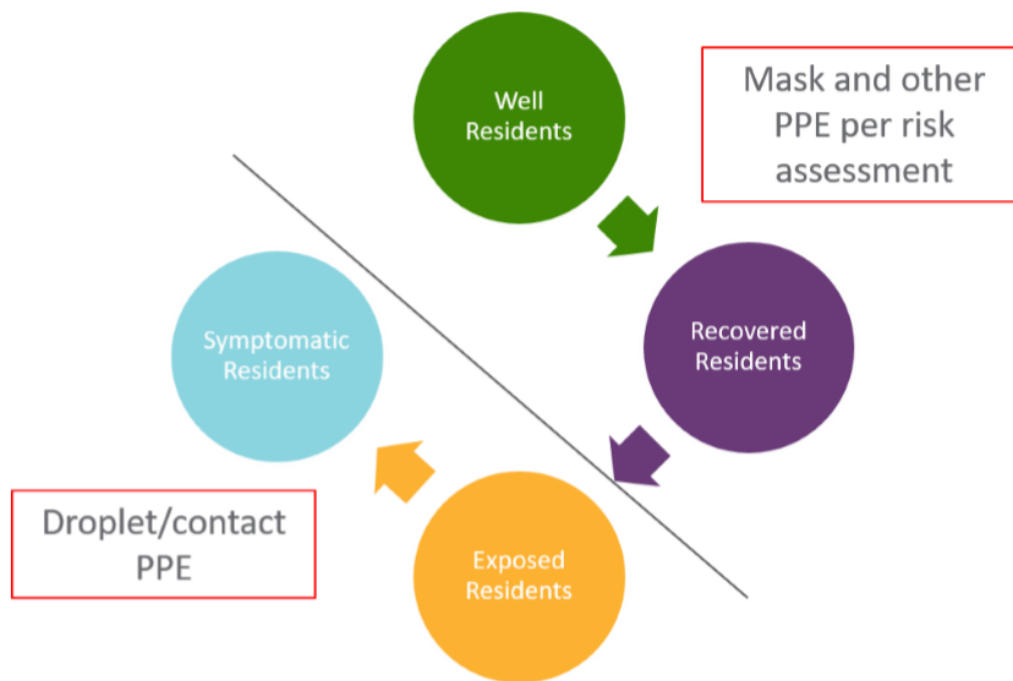 Well
Residents
Mask and other
PPE per risk
assessment
Symptomatic
Residents
Recovered
Residents
Droplet/contact
PPE
Exposed
Residents